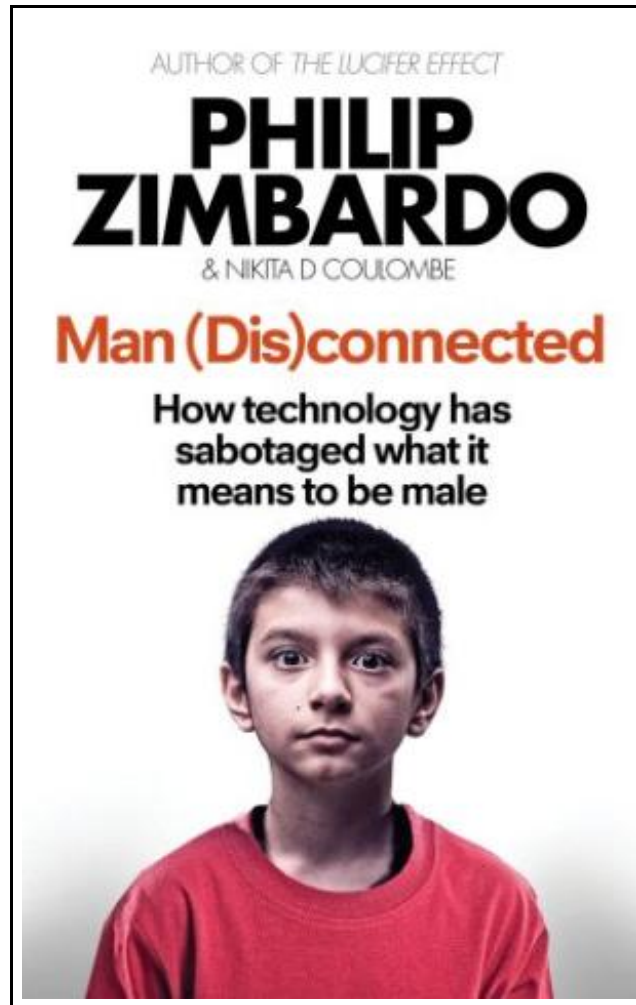 AUTHOR OF THE LUCIFER EFFECT
PHILIP
ZIMBARDO
& NIKITA D COULOMBE
Man (Dis)connected
How technology has
sabotaged what it
means to be male